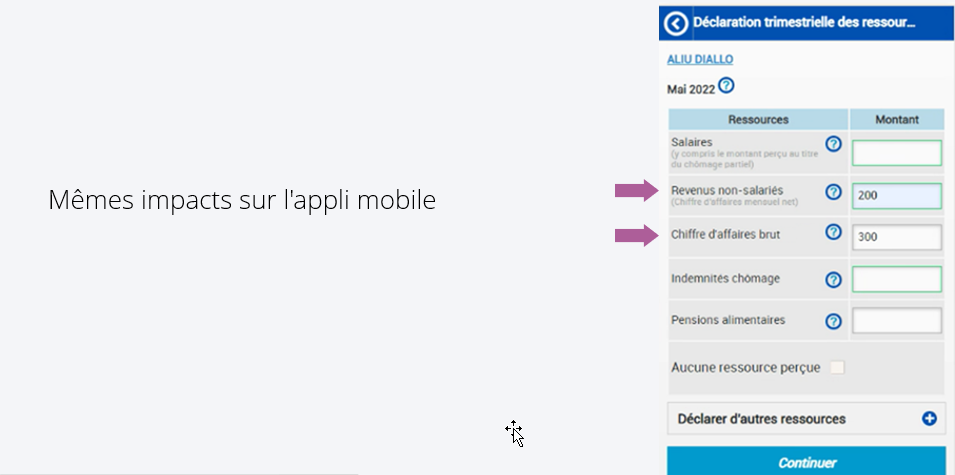 Déclaration trimestrielle des ressour...
ALIU DIALLO
Mai 2022 ?
Ressources Montant
Salaires ?
(y compris le montant perçu au titre
du chômage partiel)
Mêmes impacts sur l'appli mobile
Revenus non-salariés ? 200
(Chiffre d'affaires mensuel net)
Chiffre d'affaires brut ? 300
Indemnités chômage ?
Pensions alimentaires ?
Aucune ressource perçue
Déclarer d'autres ressources
Continuer